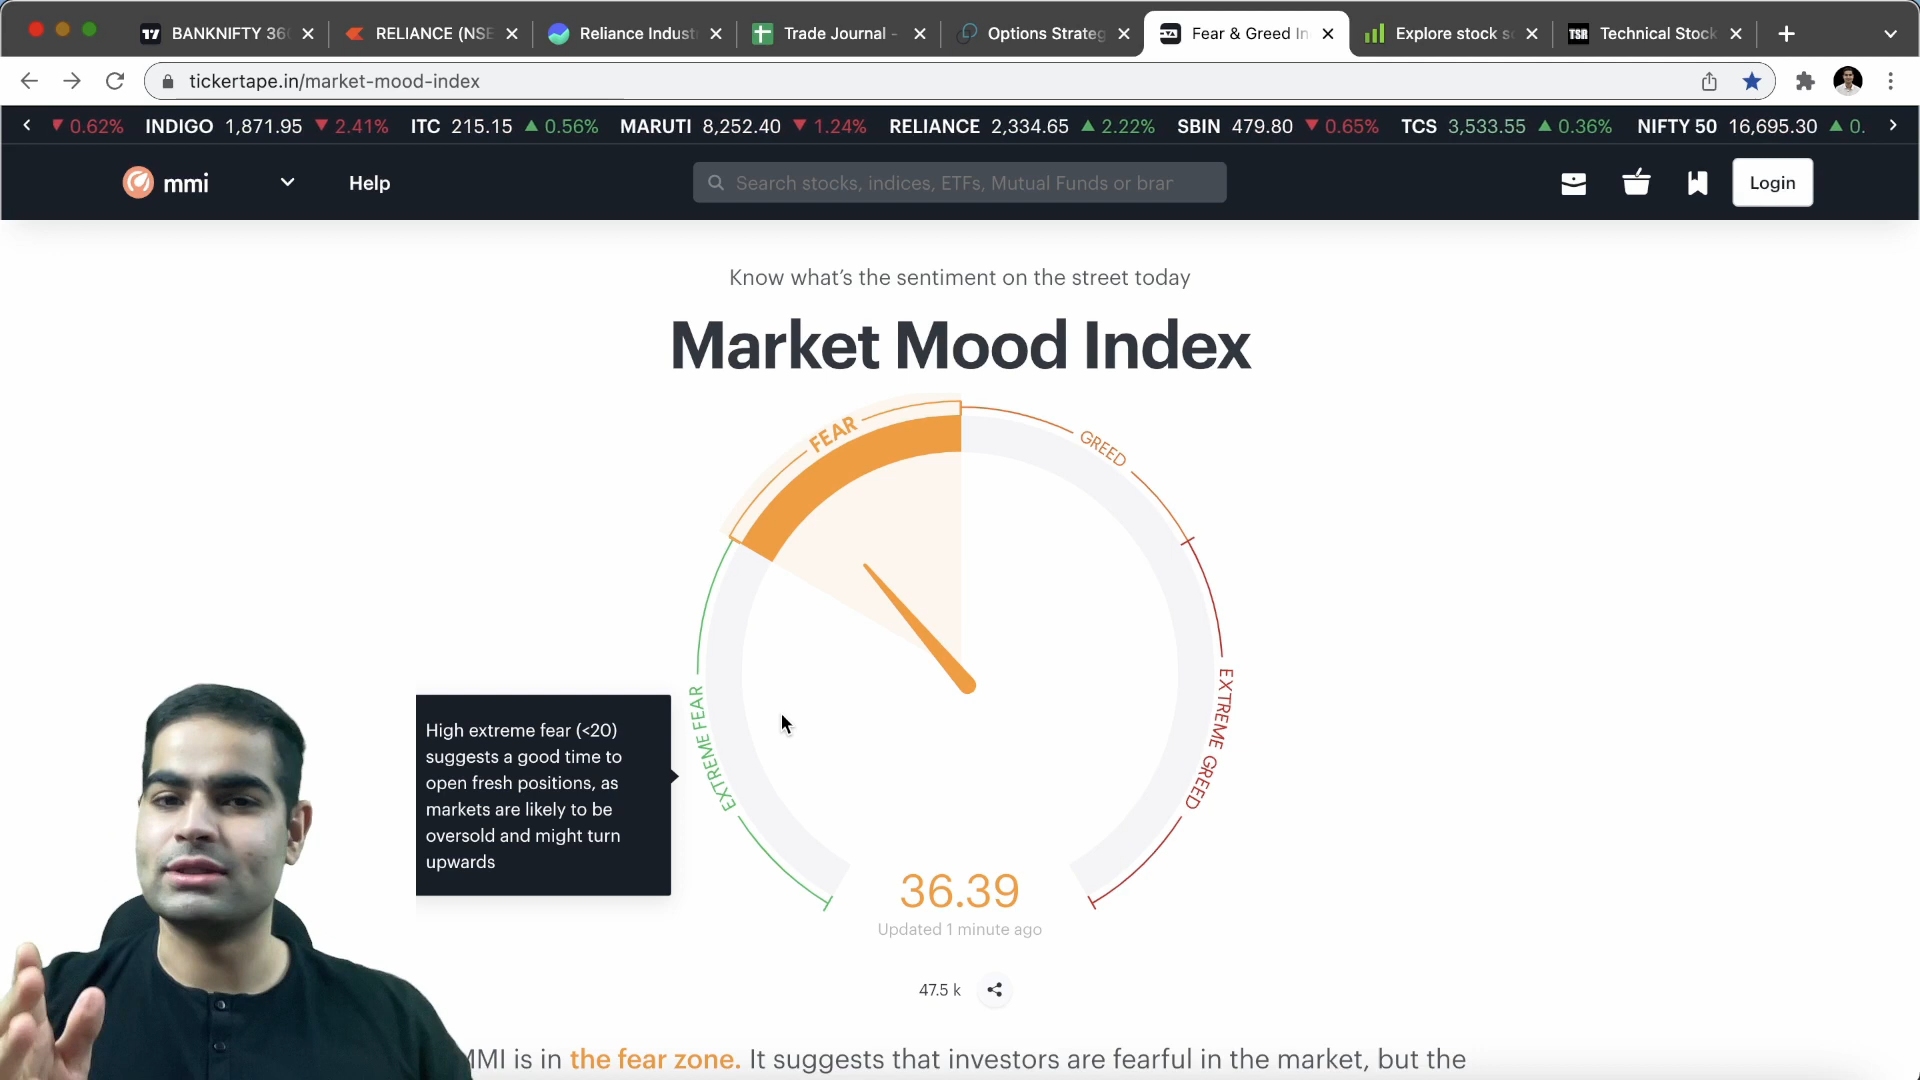 BANKNIFTY 36
RELIANCE (NSE
Reliance Indust
Trade Journal -
Options Strateg
Fear & Greed In
Explore stock s
TSR Technical Stock
tickertape.in/market-mood-index
▼ 0.62% INDIGO 1,871.95 ▼ 2.41% ITC 215.15 ▲ 0.56% MARUTI 8,252.40 ▼ 1.24% RELIANCE 2,334.65 ▲ 2.22% SBIN 479.80 ▼ 0.65% TCS 3,533.55 ▲ 0.36% NIFTY 50 16,695.30 ▲ 0.
mmi
Help
Search stocks, indices, ETFs, Mutual Funds or brar
Login
Know what's the sentiment on the street today
Market Mood Index
FEAR
GREED
EXTREME FEAR
EXTREME GREED
High extreme fear (<20)
suggests a good time to
open fresh positions, as
markets are likely to be
oversold and might turn
upwards
36.39
Updated 1 minute ago
47.5 k
MMI is in the fear zone. It suggests that investors are fearful in the market, but the